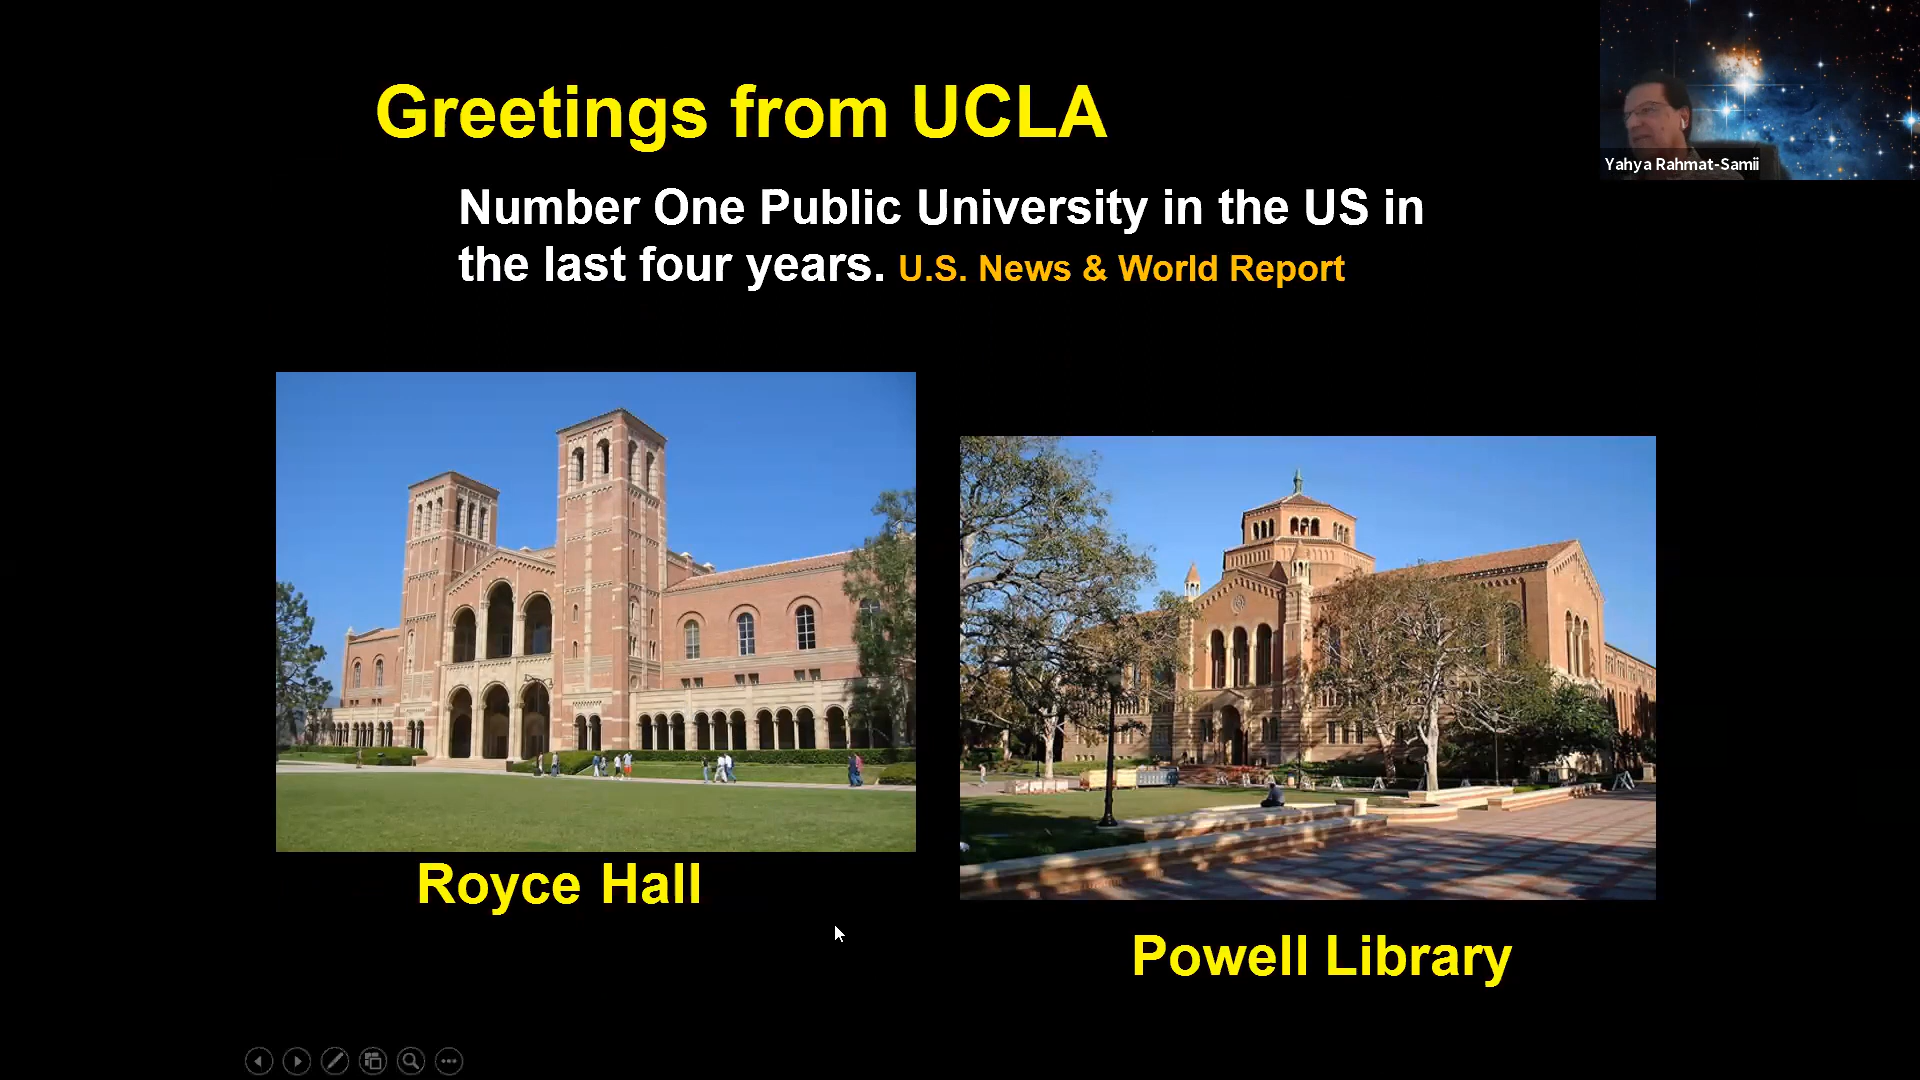 Greetings from UCLA
Yahya Rahmat-Samii
Number One Public University in the US in
the last four years. U.S. News & World Report
Royce Hall
Powell Library